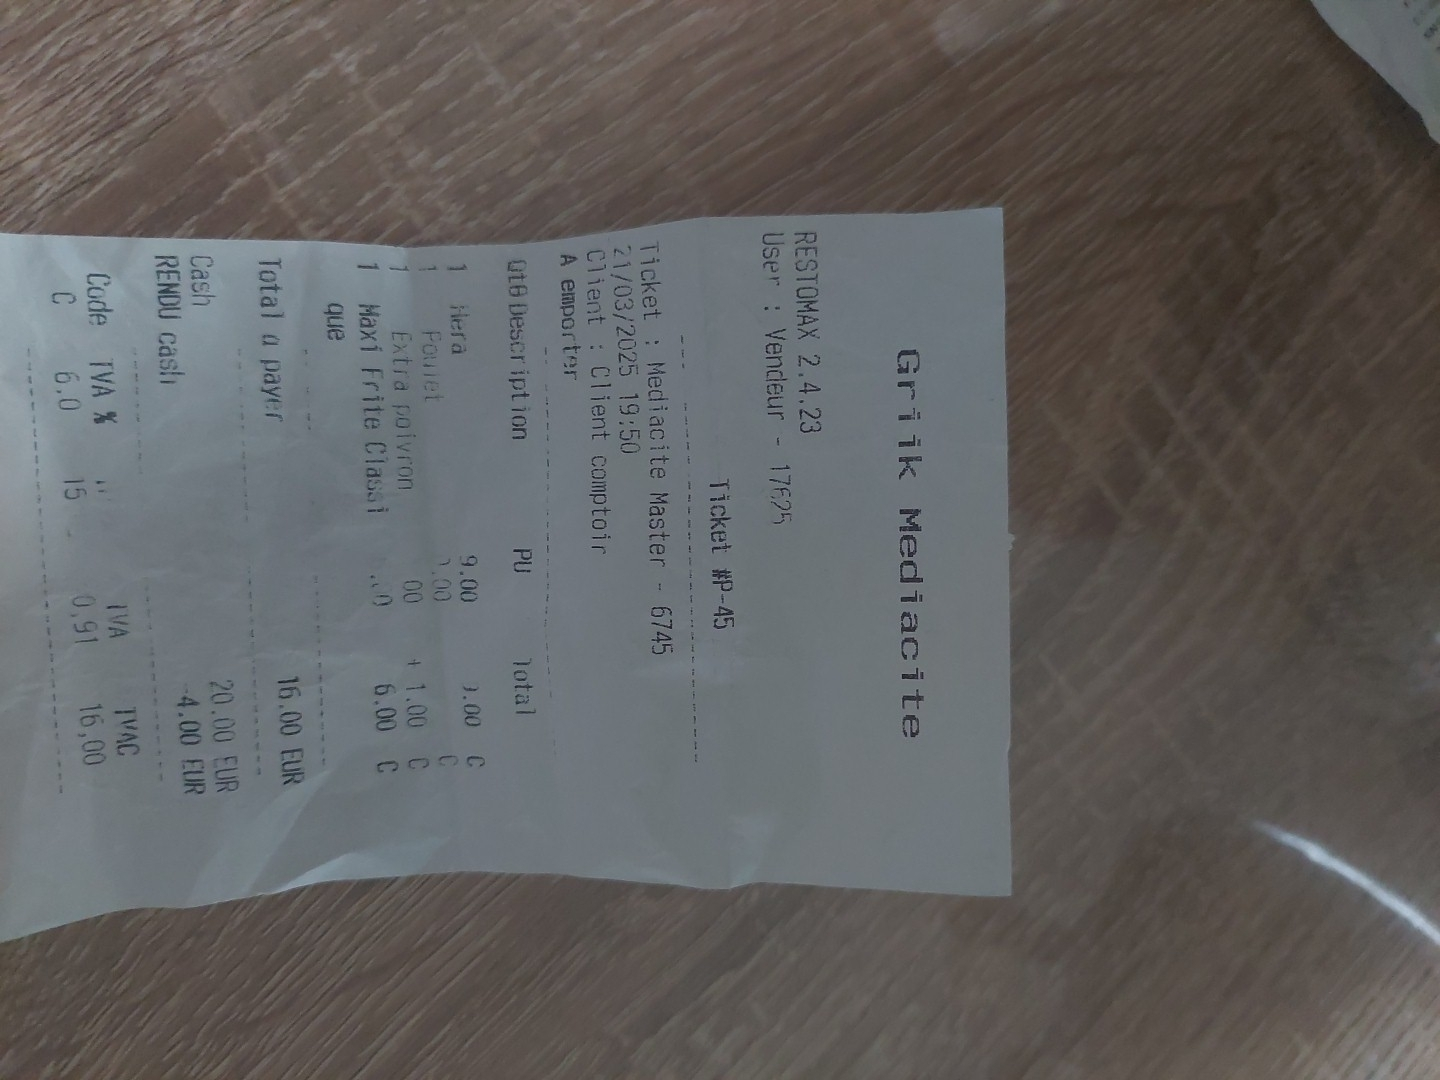 Griik Mediacite
RESTOMAX 2.4.23
User : Vendeur -
Ticket #P-45
Ticket : Mediacite Master - 6745
21/03/2025 19:50
Client : Client comptoir
A emporter
Qté Description PU Total
1 Hera 9.00 C
1 Poulet C
1 Extra poivron + 1.00 C
1 Maxi Frite Classi 6.00 C
que
Total a payer 16.00 EUR
Cash 20.00 EUR
RENDU cash -4.00 EUR
Code TVA % TVA TVAC
C 6.0 15 0,91 16,00